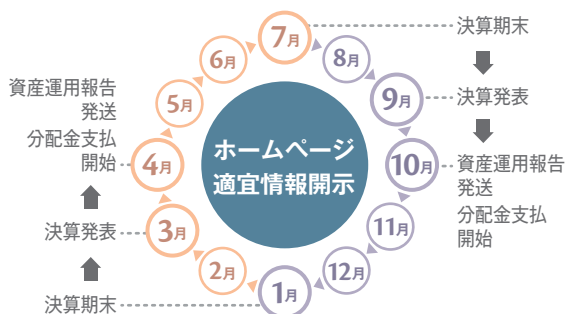 7月
8月
9月
10月
11月
12月
1月
2月
3月
4月
5月
6月
ホームページ
適宜情報開示
決算期末
決算発表
資産運用報告
発送
分配金支払
開始
決算期末
決算発表
資産運用報告
発送
分配金支払
開始